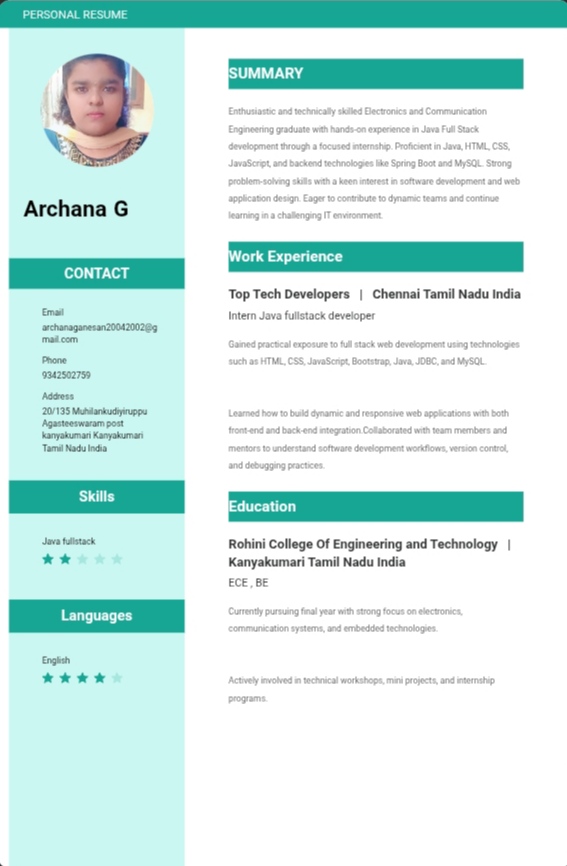 PERSONAL RESUME
Archana G
CONTACT
Email
archanaganesan20042002@g
mail.com
Phone
9342502759
Address
20/135 Muhilankudiyiruppu
Agasteeswaram post
kanyakumari Kanyakumari
Tamil Nadu India
Skills
Java fullstack
Languages
English
SUMMARY
Enthusiastic and technically skilled Electronics and Communication
Engineering graduate with hands-on experience in Java Full Stack
development through a focused internship. Proficient in Java, HTML, CSS,
JavaScript, and backend technologies like Spring Boot and MySQL. Strong
problem-solving skills with a keen interest in software development and web
application design. Eager to contribute to dynamic teams and continue
learning in a challenging IT environment.
Work Experience
Top Tech Developers | Chennai Tamil Nadu India
Intern Java fullstack developer
Gained practical exposure to full stack web development using technologies
such as HTML, CSS, JavaScript, Bootstrap, Java, JDBC, and MySQL.
Learned how to build dynamic and responsive web applications with both
front-end and back-end integration.Collaborated with team members and
mentors to understand software development workflows, version control,
and debugging practices.
Education
Rohini College Of Engineering and Technology |
Kanyakumari Tamil Nadu India
ECE , BE
Currently pursuing final year with strong focus on electronics,
communication systems, and embedded technologies.
Actively involved in technical workshops, mini projects, and internship
programs.